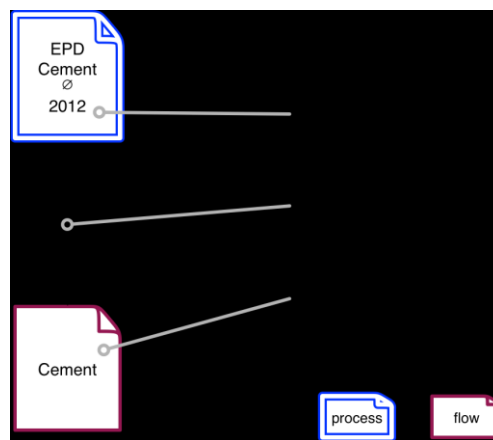 EPD
Cement
∅
2012
Cement
process
flow